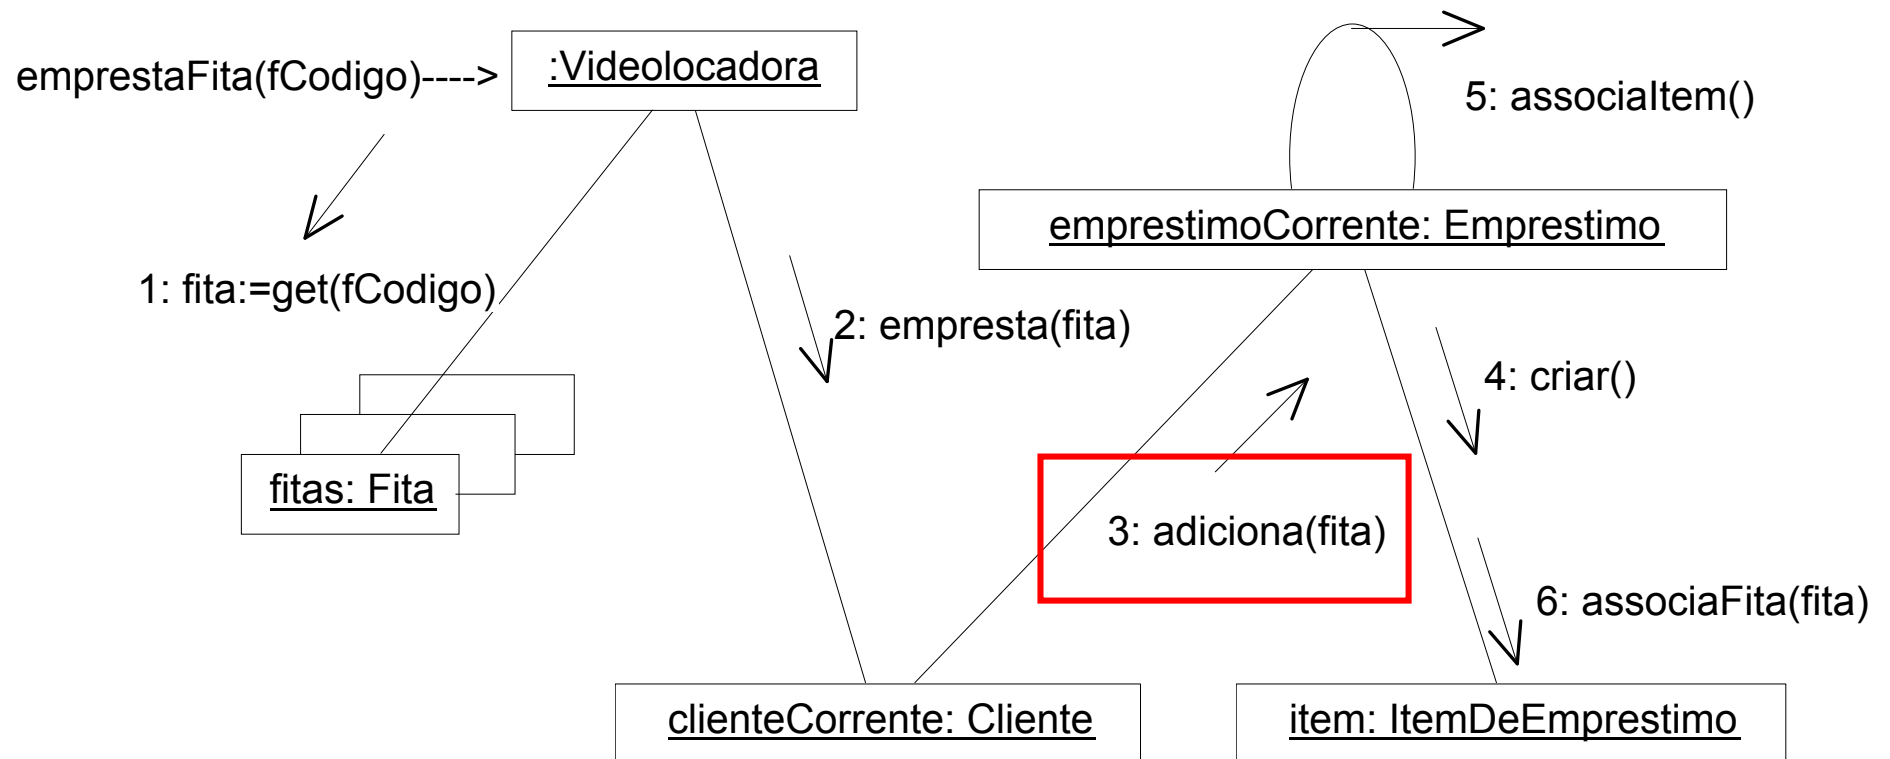 emprestaFita(fCodigo)---->
:Videolocadora
5: associaItem()
emprestimoCorrente: Emprestimo
1: fita:=get(fCodigo)
2: empresta(fita)
4: criar()
fitas: Fita
3: adiciona(fita)
6: associaFita(fita)
clienteCorrente: Cliente
item: ItemDeEmprestimo